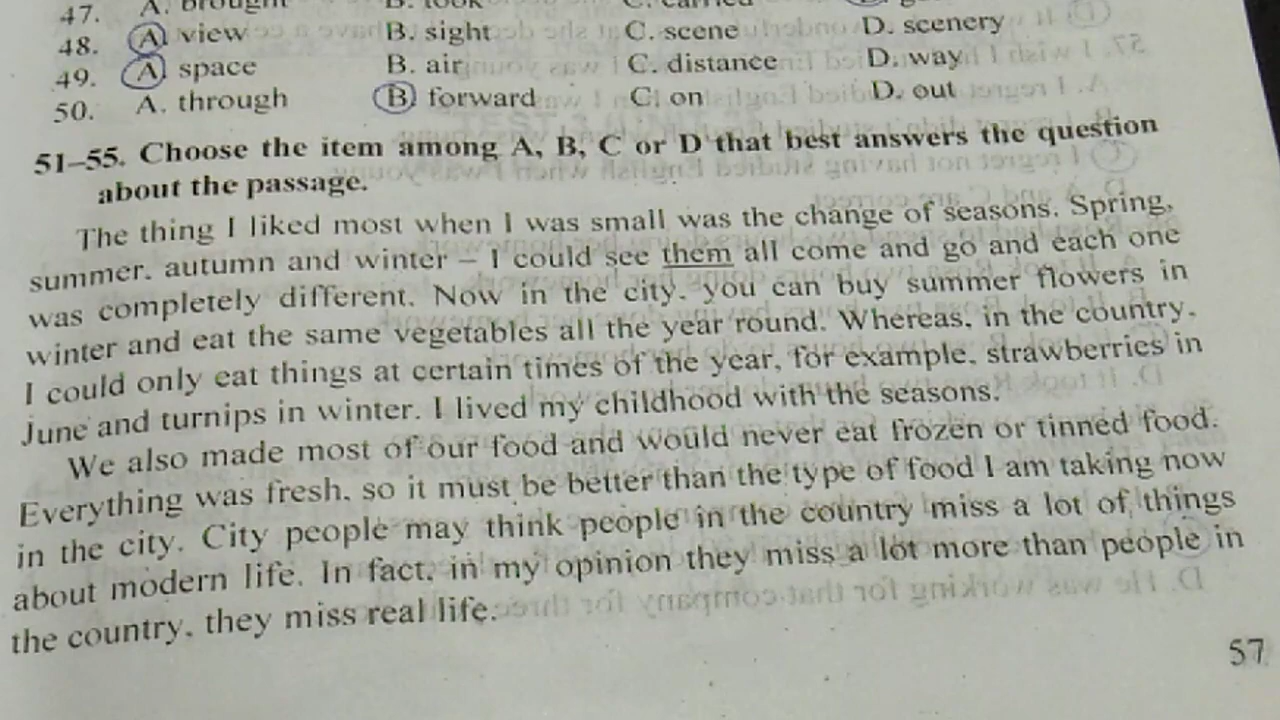 47. A. brought B. took C. carried
48. A. view B. sight C. scene D. scenery
49. A. space B. air C. distance D. way
50. A. through B. forward C. on D. out
51–55. Choose the item among A, B, C or D that best answers the question
about the passage.
The thing I liked most when I was small was the change of seasons. Spring,
summer, autumn and winter – I could see them all come and go and each one
was completely different. Now in the city, you can buy summer flowers in
winter and eat the same vegetables all the year round. Whereas, in the country,
I could only eat things at certain times of the year, for example, strawberries in
June and turnips in winter. I lived my childhood with the seasons.
We also made most of our food and would never eat frozen or tinned food.
Everything was fresh, so it must be better than the type of food I am taking now
in the city. City people may think people in the country miss a lot of things
about modern life. In fact, in my opinion they miss a lot more than people in
the country, they miss real life.
57